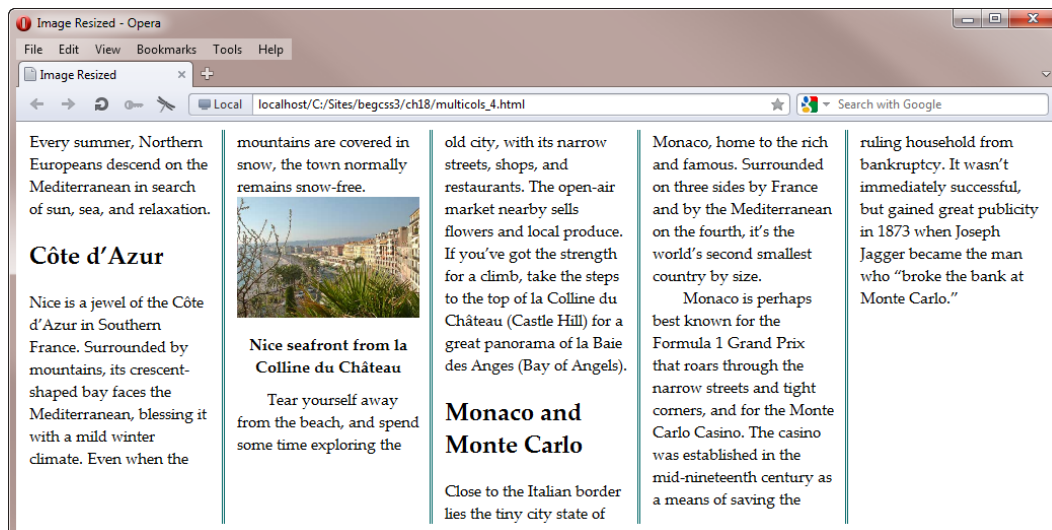 Image Resized - Opera
File Edit View Bookmarks Tools Help
Image Resized
Local localhost/C:/Sites/begcss3/ch18/multicols_4.html Search with Google
Every summer, Northern
Europeans descend on the
Mediterranean in search
of sun, sea, and relaxation.
Côte d’Azur
Nice is a jewel of the Côte
d’Azur in Southern
France. Surrounded by
mountains, its crescent-
shaped bay faces the
Mediterranean, blessing it
with a mild winter
climate. Even when the
mountains are covered in
snow, the town normally
remains snow-free.
Nice seafront from la
Colline du Château
Tear yourself away
from the beach, and spend
some time exploring the
old city, with its narrow
streets, shops, and
restaurants. The open-air
market nearby sells
flowers and local produce.
If you’ve got the strength
for a climb, take the steps
to the top of la Colline du
Château (Castle Hill) for a
great panorama of la Baie
des Anges (Bay of Angels).
Monaco and
Monte Carlo
Close to the Italian border
lies the tiny city state of
Monaco, home to the rich
and famous. Surrounded
on three sides by France
and by the Mediterranean
on the fourth, it’s the
world’s second smallest
country by size.
Monaco is perhaps
best known for the
Formula 1 Grand Prix
that roars through the
narrow streets and tight
corners, and for the Monte
Carlo Casino. The casino
was established in the
mid-nineteenth century as
a means of saving the
ruling household from
bankruptcy. It wasn’t
immediately successful,
but gained great publicity
in 1873 when Joseph
Jagger became the man
who “broke the bank at
Monte Carlo.”